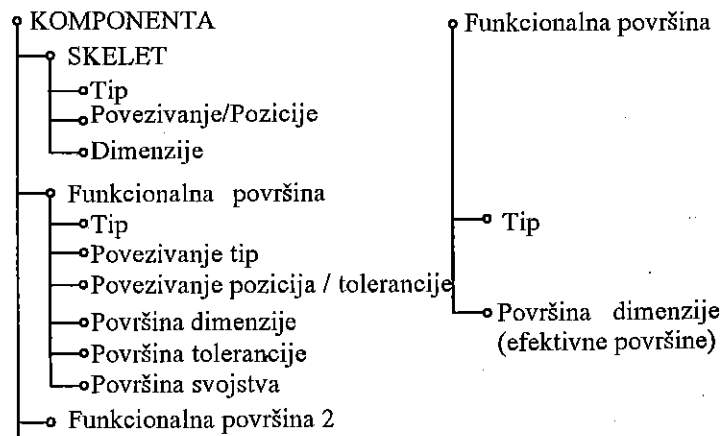 KOMPONENTA
SKELET
Tip
Povezivanje/Pozicije
Dimenzije
Funkcionalna površina
Tip
Povezivanje tip
Povezivanje pozicija / tolerancije
Površina dimenzije
Površina tolerancije
Površina svojstva
Funkcionalna površina 2
Funkcionalna površina
Tip
Površina dimenzije
(efektivne površine)